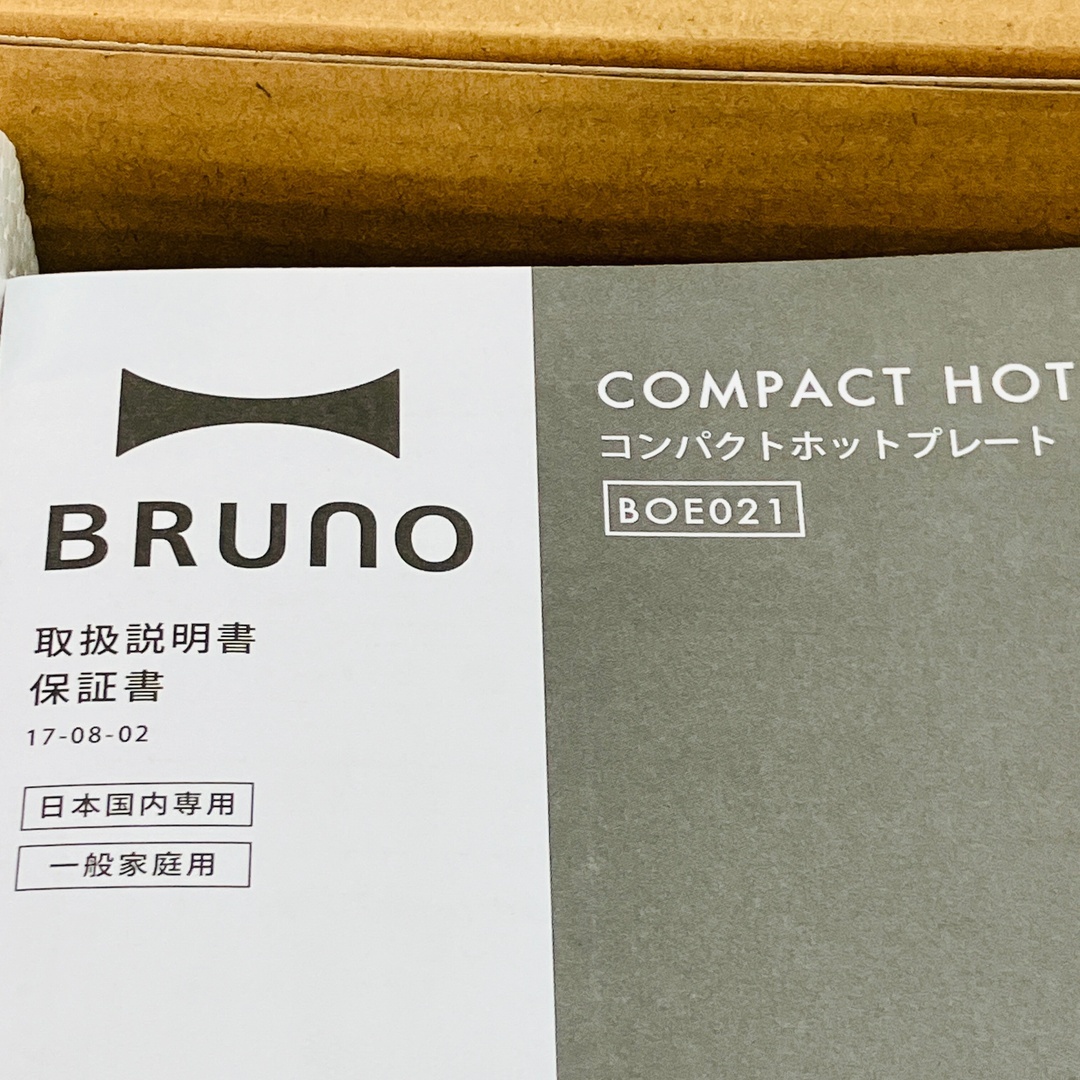 BRUNO
取扱説明書
保証書
17-08-02
日本国内専用
一般家庭用
COMPACT HOT
コンパクトホットプレート
BOE021